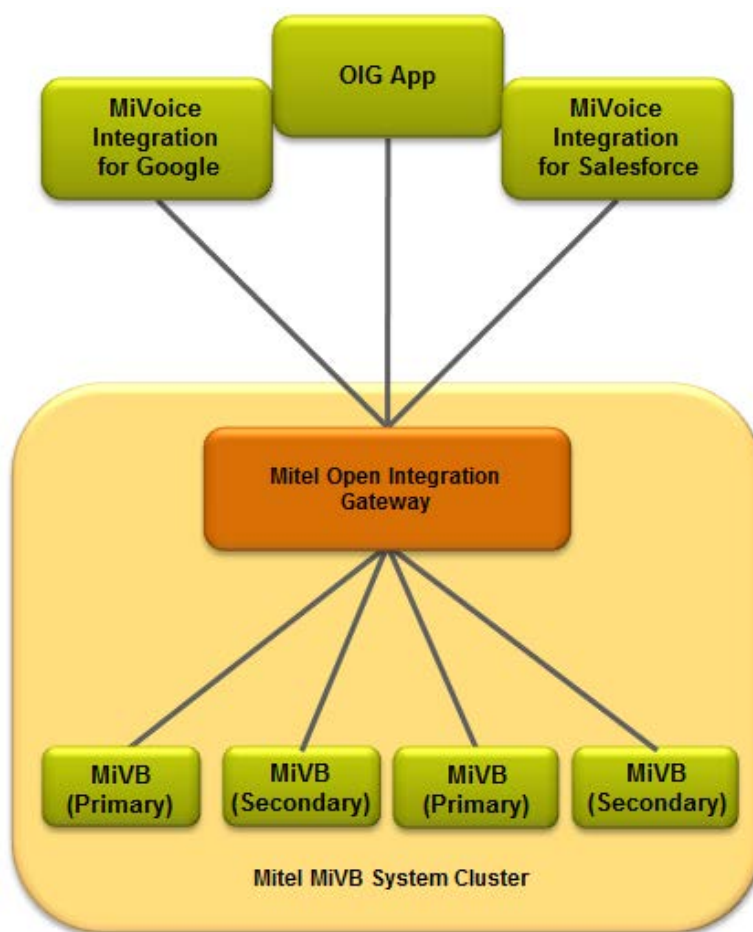 OIG App
MiVoice
Integration
for Google
MiVoice
Integration
for Salesforce
Mitel Open Integration
Gateway
MiVB
(Primary)
MiVB
(Secondary)
MiVB
(Primary)
MiVB
(Secondary)
Mitel MiVB System Cluster